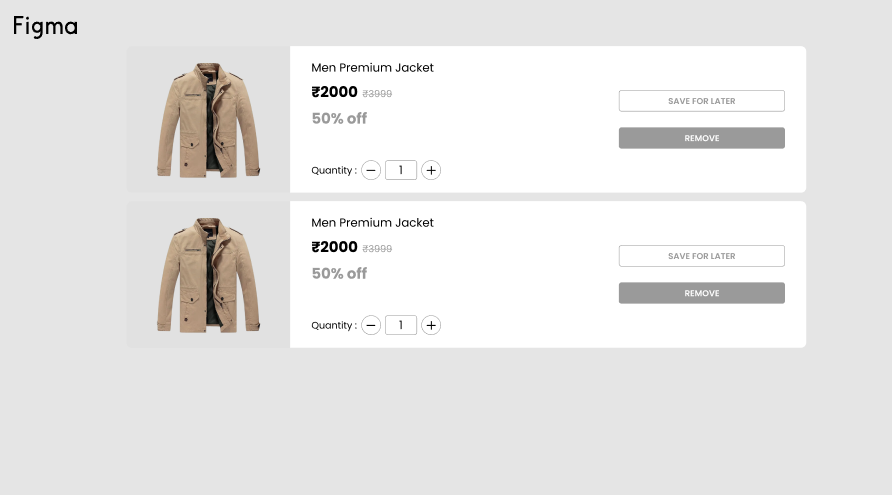 Figma
Men Premium Jacket
₹2000 ₹3999
50% off
SAVE FOR LATER
REMOVE
Quantity : − 1 +
Men Premium Jacket
₹2000 ₹3999
50% off
SAVE FOR LATER
REMOVE
Quantity : − 1 +